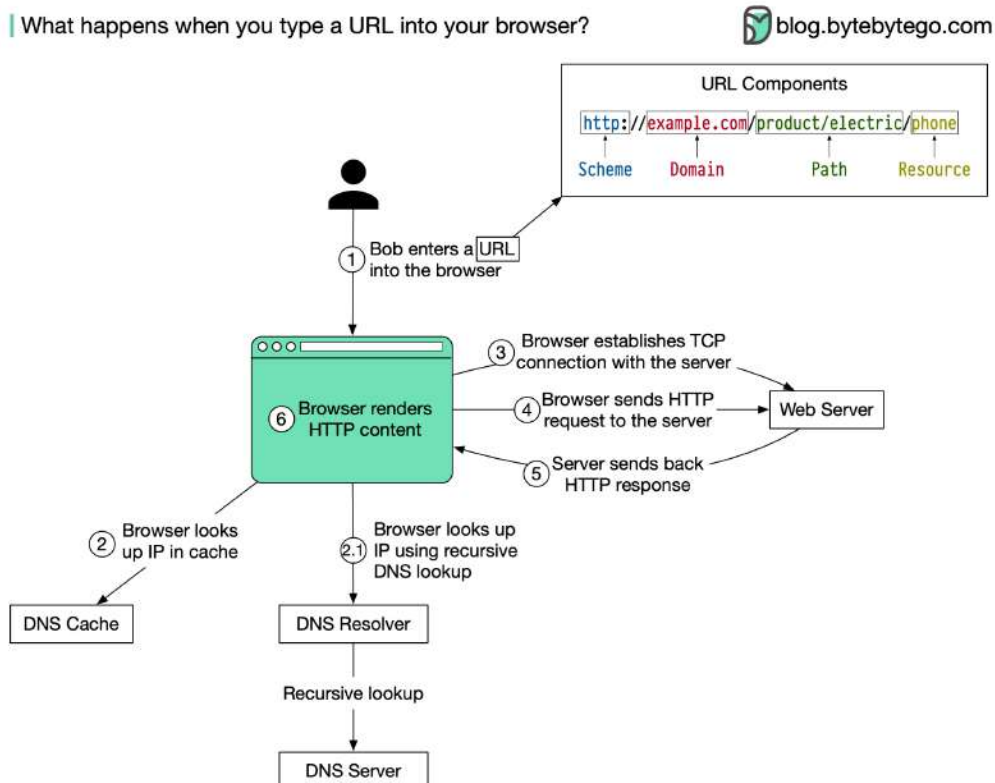 What happens when you type a URL into your browser?
blog.bytebytego.com
URL Components
http://example.com/product/electric/phone
Scheme
Domain
Path
Resource
1
Bob enters a URL
into the browser
3
Browser establishes TCP
connection with the server
4
Browser sends HTTP
request to the server
Web Server
5
Server sends back
HTTP response
6
Browser renders
HTTP content
2
Browser looks
up IP in cache
2.1
Browser looks up
IP using recursive
DNS lookup
DNS Cache
DNS Resolver
Recursive lookup
DNS Server